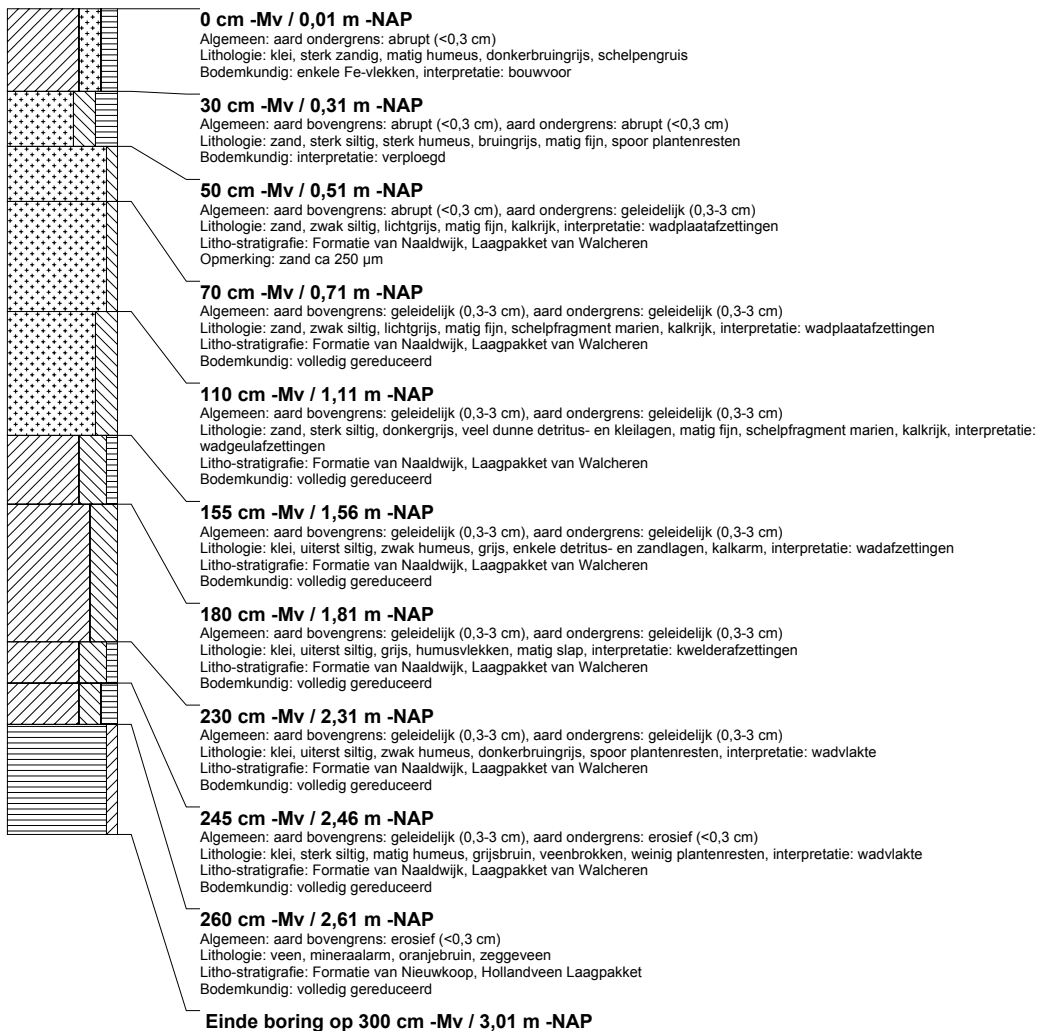 0 cm -Mv / 0,01 m -NAP
Algemeen: aard ondergrens: abrupt (<0,3 cm)
Lithologie: klei, sterk zandig, matig humeus, donkerbruingrijs, schelpengruis
Bodemkundig: enkele Fe-vlekken, interpretatie: bouwvoor
30 cm -Mv / 0,31 m -NAP
Algemeen: aard bovengrens: abrupt (<0,3 cm), aard ondergrens: abrupt (<0,3 cm)
Lithologie: zand, sterk siltig, sterk humeus, bruingrijs, matig fijn, spoor plantenresten
Bodemkundig: interpretatie: verploegd
50 cm -Mv / 0,51 m -NAP
Algemeen: aard bovengrens: abrupt (<0,3 cm), aard ondergrens: geleidelijk (0,3-3 cm)
Lithologie: zand, zwak siltig, lichtgrijs, matig fijn, kalkrijk, interpretatie: wadplaatafzettingen
Litho-stratigrafie: Formatie van Naaldwijk, Laagpakket van Walcheren
Opmerking: zand ca 250 µm
70 cm -Mv / 0,71 m -NAP
Algemeen: aard bovengrens: geleidelijk (0,3-3 cm), aard ondergrens: geleidelijk (0,3-3 cm)
Lithologie: zand, zwak siltig, lichtgrijs, matig fijn, schelpfragment marien, kalkrijk, interpretatie: wadplaatafzettingen
Litho-stratigrafie: Formatie van Naaldwijk, Laagpakket van Walcheren
Bodemkundig: volledig gereduceerd
110 cm -Mv / 1,11 m -NAP
Algemeen: aard bovengrens: geleidelijk (0,3-3 cm), aard ondergrens: geleidelijk (0,3-3 cm)
Lithologie: zand, sterk siltig, donkergrijs, veel dunne detritus- en kleilagen, matig fijn, schelpfragment marien, kalkrijk, interpretatie:
wadgeulafzettingen
Litho-stratigrafie: Formatie van Naaldwijk, Laagpakket van Walcheren
Bodemkundig: volledig gereduceerd
155 cm -Mv / 1,56 m -NAP
Algemeen: aard bovengrens: geleidelijk (0,3-3 cm), aard ondergrens: geleidelijk (0,3-3 cm)
Lithologie: klei, uiterst siltig, zwak humeus, grijs, enkele detritus- en zandlagen, kalkarm, interpretatie: wadafzettingen
Litho-stratigrafie: Formatie van Naaldwijk, Laagpakket van Walcheren
Bodemkundig: volledig gereduceerd
180 cm -Mv / 1,81 m -NAP
Algemeen: aard bovengrens: geleidelijk (0,3-3 cm), aard ondergrens: geleidelijk (0,3-3 cm)
Lithologie: klei, uiterst siltig, grijs, humusvlekken, matig slap, interpretatie: kwelderafzettingen
Litho-stratigrafie: Formatie van Naaldwijk, Laagpakket van Walcheren
Bodemkundig: volledig gereduceerd
230 cm -Mv / 2,31 m -NAP
Algemeen: aard bovengrens: geleidelijk (0,3-3 cm), aard ondergrens: geleidelijk (0,3-3 cm)
Lithologie: klei, uiterst siltig, zwak humeus, donkerbruingrijs, spoor plantenresten, interpretatie: wadvlakte
Litho-stratigrafie: Formatie van Naaldwijk, Laagpakket van Walcheren
Bodemkundig: volledig gereduceerd
245 cm -Mv / 2,46 m -NAP
Algemeen: aard bovengrens: geleidelijk (0,3-3 cm), aard ondergrens: erosief (<0,3 cm)
Lithologie: klei, sterk siltig, matig humeus, grijsbruin, veenbrokken, weinig plantenresten, interpretatie: wadvlakte
Litho-stratigrafie: Formatie van Naaldwijk, Laagpakket van Walcheren
Bodemkundig: volledig gereduceerd
260 cm -Mv / 2,61 m -NAP
Algemeen: aard bovengrens: erosief (<0,3 cm)
Lithologie: veen, mineraalarm, oranjebruin, zeggeveen
Litho-stratigrafie: Formatie van Nieuwkoop, Hollandveen Laagpakket
Bodemkundig: volledig gereduceerd
Einde boring op 300 cm -Mv / 3,01 m -NAP